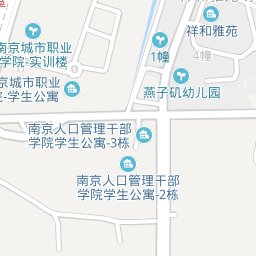 祥和雅苑
南京城市职业
学院-实训楼
1幢
4幢
南京城市职业
院-学生公寓
燕子矶幼儿园
南京人口管理干部
学院学生公寓-3栋
南京人口管理干部
学院学生公寓-2栋